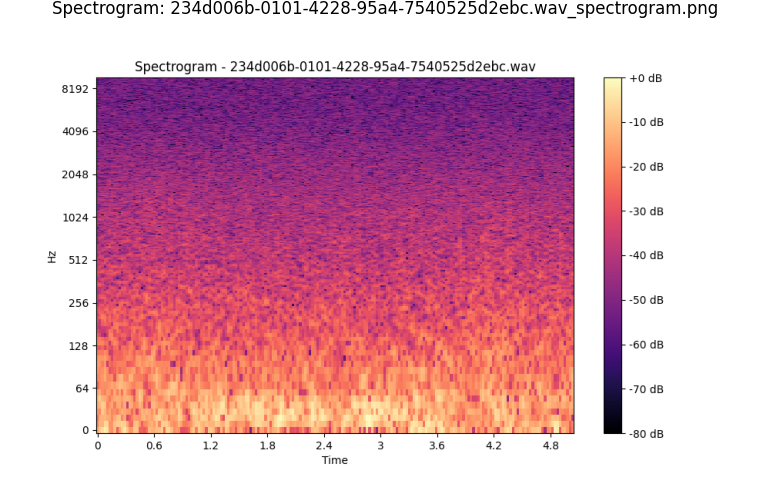 Spectrogram: 234d006b-0101-4228-95a4-7540525d2ebc.wav_spectrogram.png
Spectrogram - 234d006b-0101-4228-95a4-7540525d2ebc.wav
8192
4096
2048
1024
512
256
128
64
0
Hz
0 0.6 1.2 1.8 2.4 3 3.6 4.2 4.8
Time
+0 dB
-10 dB
-20 dB
-30 dB
-40 dB
-50 dB
-60 dB
-70 dB
-80 dB